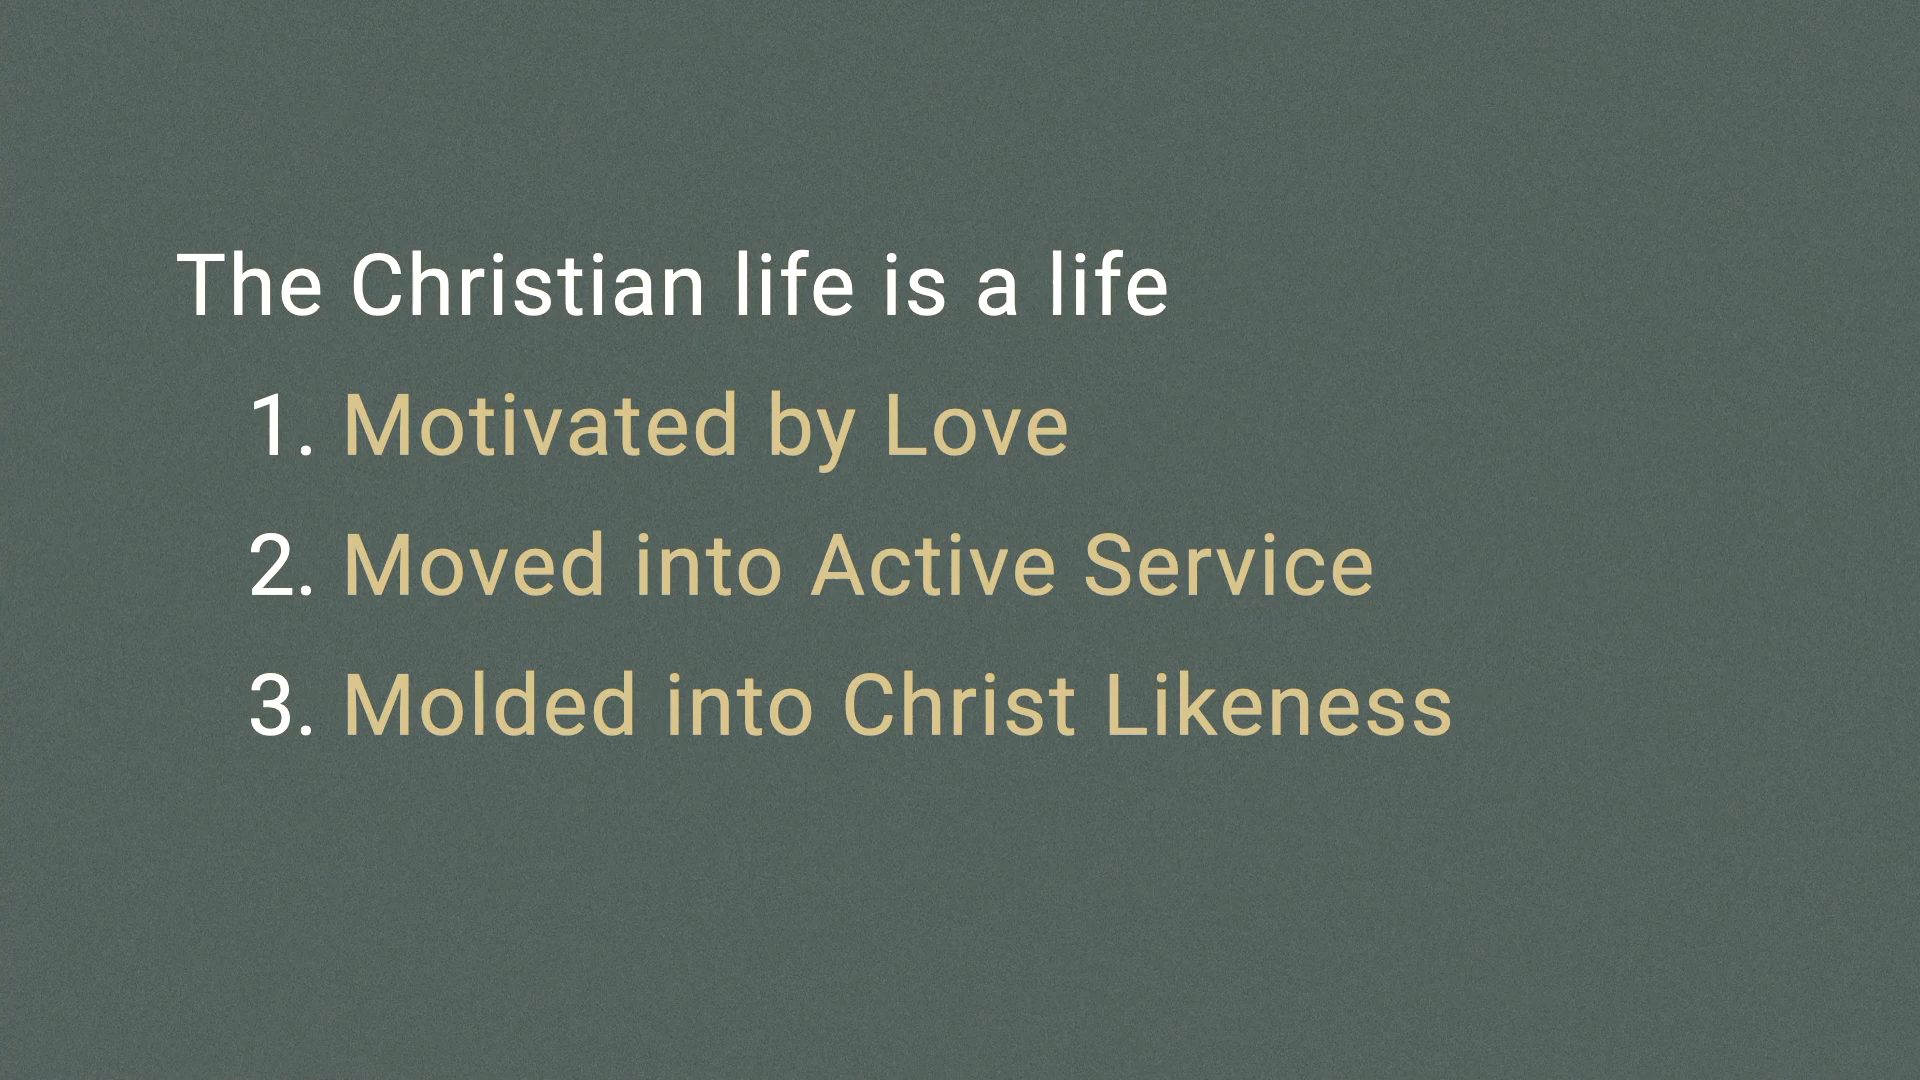 The Christian life is a life
1. Motivated by Love
2. Moved into Active Service
3. Molded into Christ Likeness